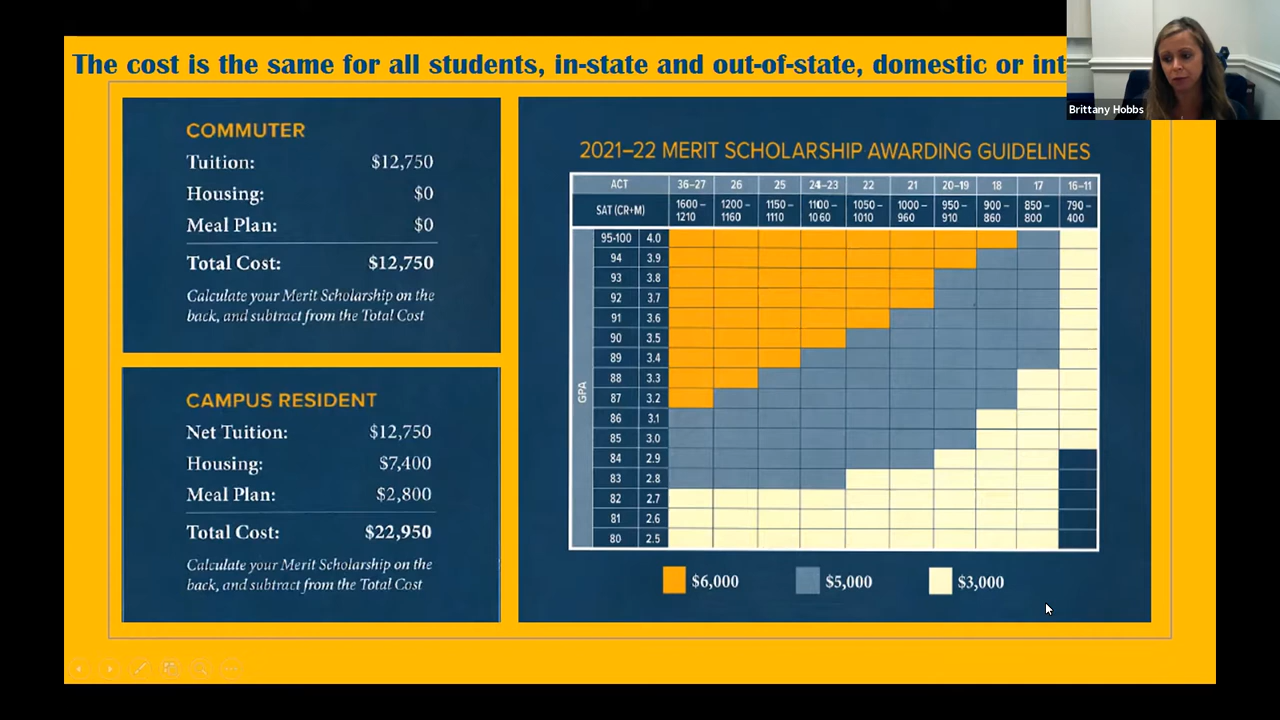 The cost is the same for all students, in-state and out-of-state, domestic or int
Brittany Hobbs
COMMUTER
Tuition: $12,750
Housing: $0
Meal Plan: $0
Total Cost: $12,750
Calculate your Merit Scholarship on the
back, and subtract from the Total Cost
CAMPUS RESIDENT
Net Tuition: $12,750
Housing: $7,400
Meal Plan: $2,800
Total Cost: $22,950
Calculate your Merit Scholarship on the
back, and subtract from the Total Cost
2021–22 MERIT SCHOLARSHIP AWARDING GUIDELINES
ACT 36–27 26 25 24–23 22 21 20–19 18 17 16–11
SAT (CR+M) 1600–1210 1200–1160 1150–1110 1100–1060 1050–1010 1000–960 950–910 900–860 850–800 790–400
GPA
95-100 4.0
94 3.9
93 3.8
92 3.7
91 3.6
90 3.5
89 3.4
88 3.3
87 3.2
86 3.1
85 3.0
84 2.9
83 2.8
82 2.7
81 2.6
80 2.5
$6,000 $5,000 $3,000